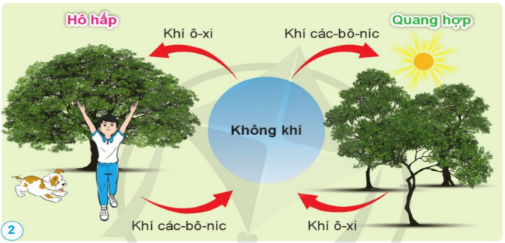 Hô hấp
Quang hợp
Khí ô-xi
Khí các-bô-níc
Không khí
Khí các-bô-níc
Khí ô-xi
2